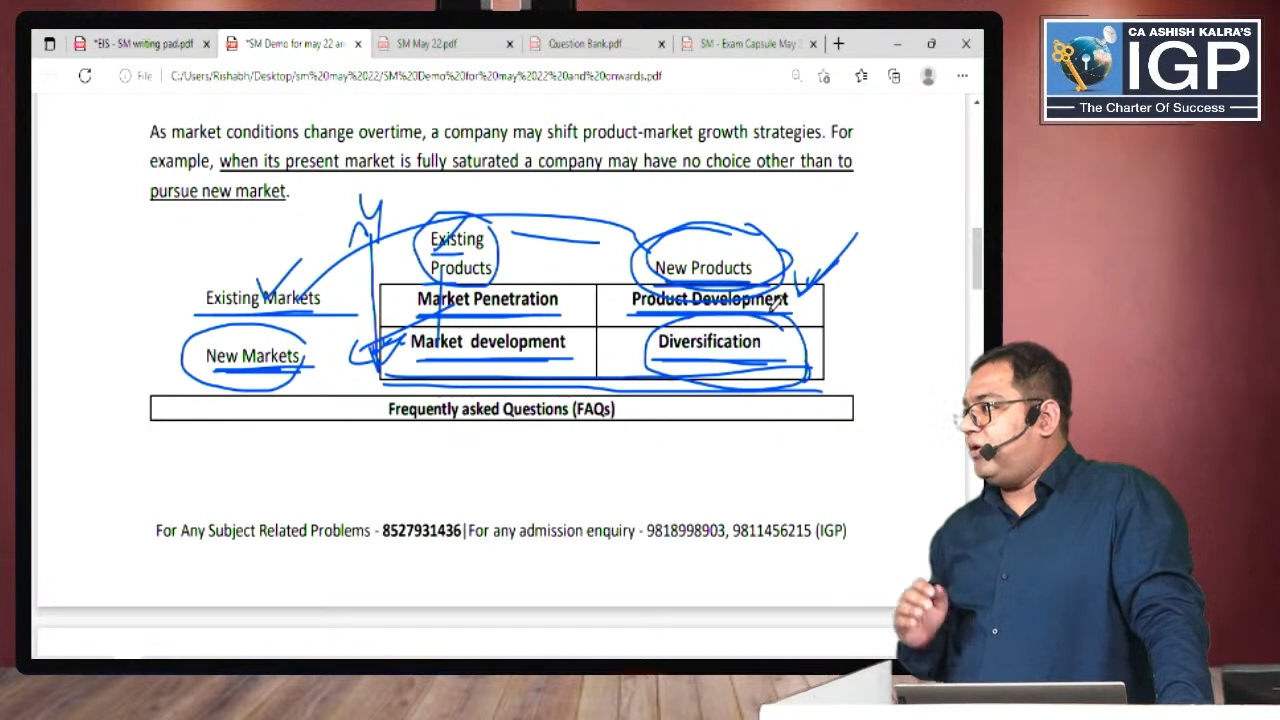 *EIS - SM writing pad.pdf
*SM Demo for may 22 an
SM May 22.pdf
Question Bank.pdf
SM - Exam Capsule May 2
File
C:/Users/Rishabh/Desktop/sm%20may%2022/SM%20Demo%20for%20may%2022%20and%20onwards.pdf
CA ASHISH KALRA'S
IGP
The Charter Of Success
As market conditions change overtime, a company may shift product-market growth strategies. For
example, when its present market is fully saturated a company may have no choice other than to
pursue new market.
Existing
Products
New Products
Existing Markets
Market Penetration
Product Development
New Markets
Market development
Diversification
Frequently asked Questions (FAQs)
For Any Subject Related Problems - 8527931436|For any admission enquiry - 9818998903, 9811456215 (IGP)